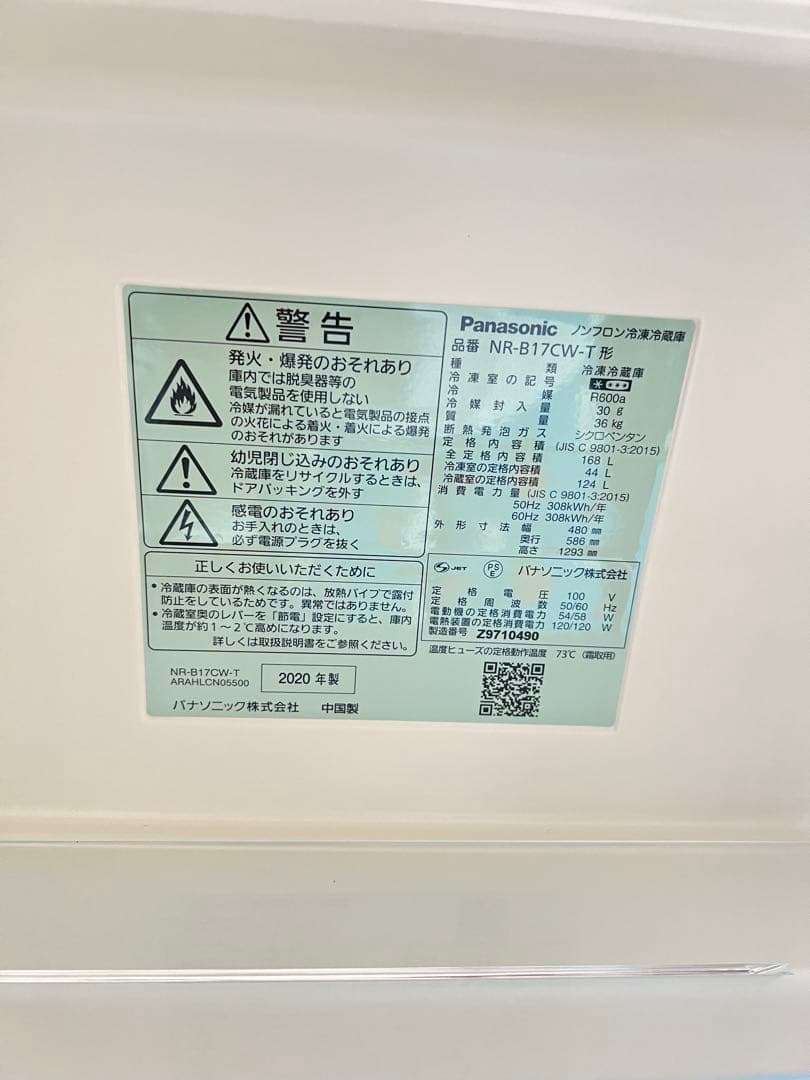 警告
発火・爆発のおそれあり
庫内では脱臭器等の
電気製品を使用しない
冷媒が漏れていると電気製品の接点
の火花による着火・着火による爆発
のおそれがあります
幼児閉じ込みのおそれあり
冷蔵庫をリサイクルするときは、
ドアパッキングを外す
感電のおそれあり
お手入れのときは、
必ず電源プラグを抜く
正しくお使いいただくために
・冷蔵庫の表面が熱くなるのは、放熱パイプで露付
防止をしているためです。異常ではありません。
・冷蔵室奥のレバーを「節電」設定にすると、庫内
温度が約1〜2℃高めになります。
詳しくは取扱説明書をご参照ください。
NR-B17CW-T
ARAHLCN05500
2020 年製
パナソニック株式会社 中国製
Panasonic ノンフロン冷凍冷蔵庫
品番 NR-B17CW-T 形
種類 冷凍冷蔵庫
冷凍室の記号
冷媒 R600a
冷媒封入量 30 g
質量 36 kg
断熱発泡ガス シクロペンタン
定格内容積 (JIS C 9801-3:2015)
全定格内容積 168 L
冷凍室の定格内容積 44 L
冷蔵室の定格内容積 124 L
消費電力量 (JIS C 9801-3:2015)
50Hz 308kWh/年
60Hz 308kWh/年
外形寸法 幅 480 mm
奥行 586 mm
高さ 1293 mm
S JET PS E パナソニック株式会社
定格電圧 100 V
定格周波数 50/60 Hz
電動機の定格消費電力 54/58 W
電熱装置の定格消費電力 120/120 W
製造番号 Z9710490
温度ヒューズの定格動作温度 73℃ (霜取用)